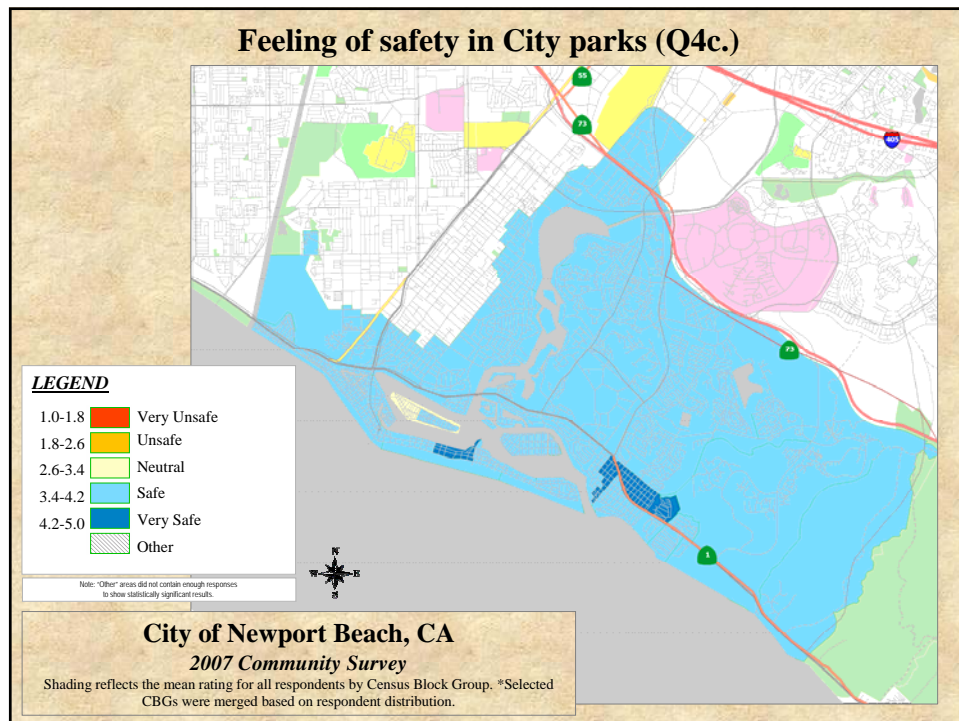 Feeling of safety in City parks (Q4c.)
55
73
405
73
1
LEGEND
1.0-1.8 Very Unsafe
1.8-2.6 Unsafe
2.6-3.4 Neutral
3.4-4.2 Safe
4.2-5.0 Very Safe
Other
Note: "Other" areas did not contain enough responses
to show statistically significant results.
N
W E
S
City of Newport Beach, CA
2007 Community Survey
Shading reflects the mean rating for all respondents by Census Block Group. *Selected
CBGs were merged based on respondent distribution.